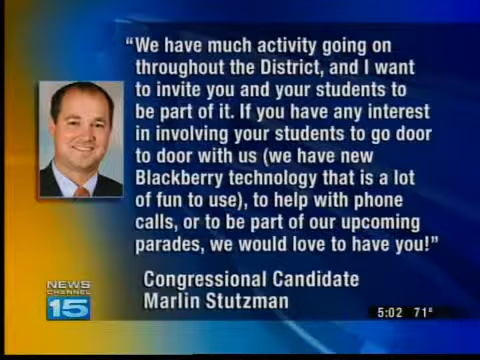 “We have much activity going on
throughout the District, and I want
to invite you and your students to
be part of it. If you have any interest
in involving your students to go door
to door with us (we have new
Blackberry technology that is a lot
of fun to use), to help with phone
calls, or to be part of our upcoming
parades, we would love to have you!”
Congressional Candidate
Marlin Stutzman
NEWS
CHANNEL
15
5:02 71°